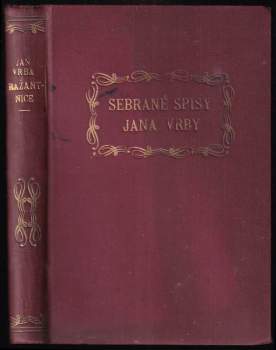 JAN
VRBA
BAŽANT-
NICE
SEBRANÉ SPISY
JANA VRBY